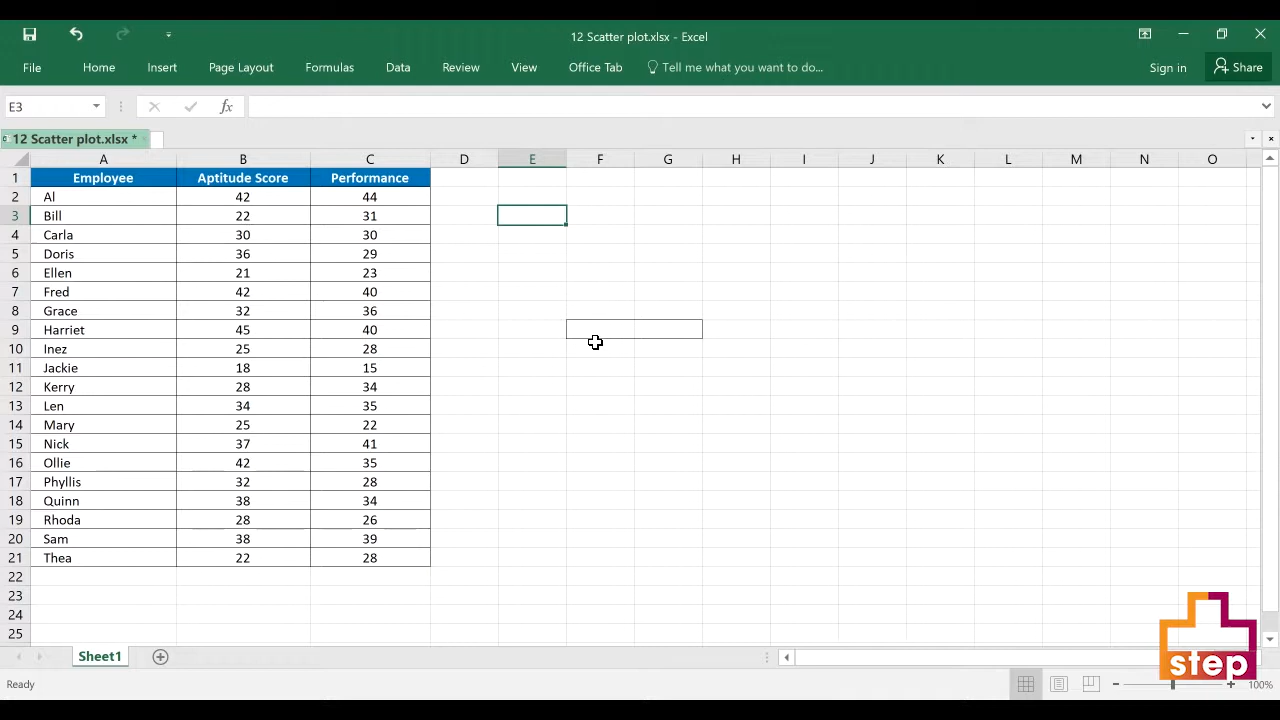 12 Scatter plot.xlsx - Excel
File Home Insert Page Layout Formulas Data Review View Office Tab Tell me what you want to do... Sign in Share
E3 fx
12 Scatter plot.xlsx *
A B C D E F G H I J K L M N O
1 Employee Aptitude Score Performance
2 Al 42 44
3 Bill 22 31
4 Carla 30 30
5 Doris 36 29
6 Ellen 21 23
7 Fred 42 40
8 Grace 32 36
9 Harriet 45 40
10 Inez 25 28
11 Jackie 18 15
12 Kerry 28 34
13 Len 34 35
14 Mary 25 22
15 Nick 37 41
16 Ollie 42 35
17 Phyllis 32 28
18 Quinn 38 34
19 Rhoda 28 26
20 Sam 38 39
21 Thea 22 28
22
23
24
25
Sheet1
step
Ready 100%